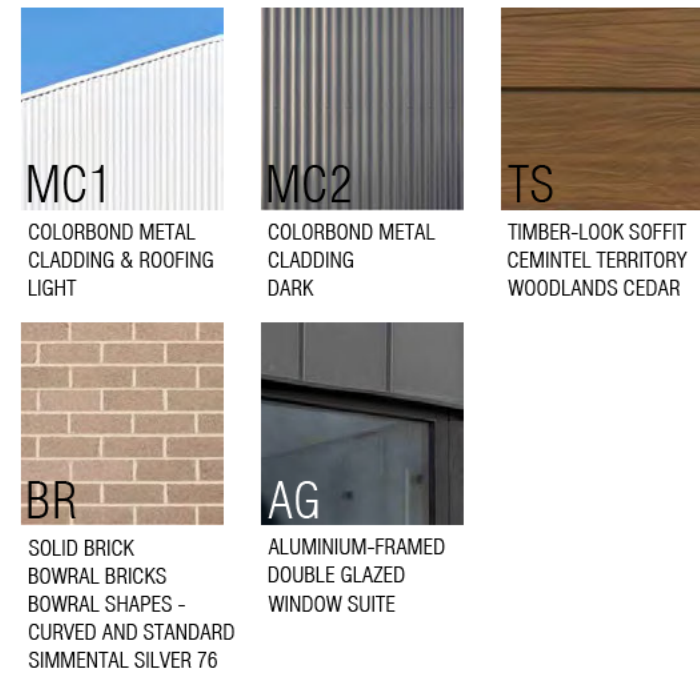 MC1
COLORBOND METAL
CLADDING & ROOFING
LIGHT
MC2
COLORBOND METAL
CLADDING
DARK
TS
TIMBER-LOOK SOFFIT
CEMINTEL TERRITORY
WOODLANDS CEDAR
BR
SOLID BRICK
BOWRAL BRICKS
BOWRAL SHAPES -
CURVED AND STANDARD
SIMMENTAL SILVER 76
AG
ALUMINIUM-FRAMED
DOUBLE GLAZED
WINDOW SUITE